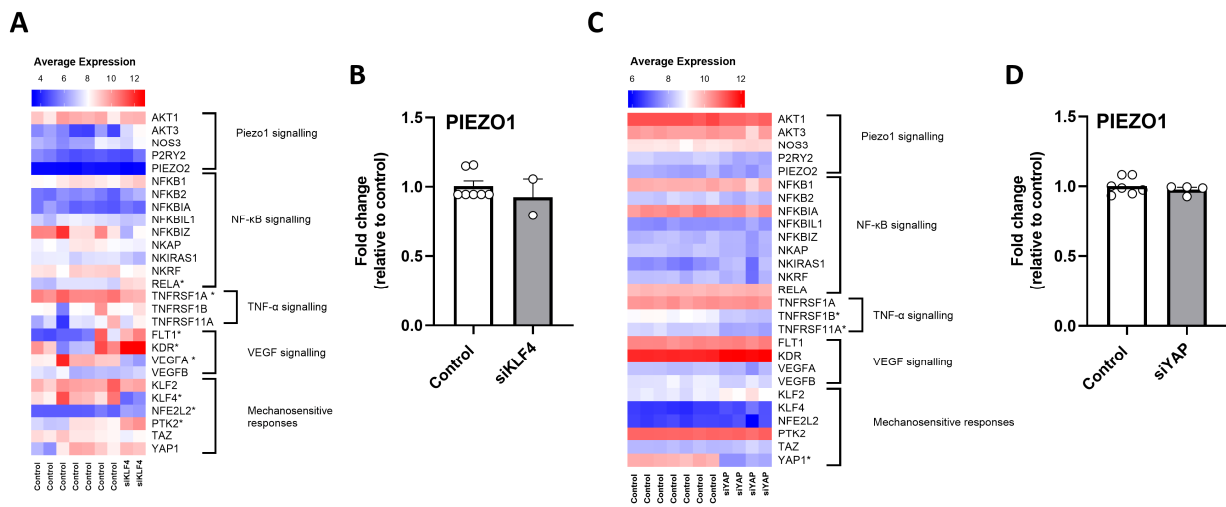 A
Average Expression
4 6 8 10 12
AKT1
AKT3
NOS3
P2RY2
PIEZO2
NFKB1
NFKB2
NFKBIA
NFKBIL1
NFKBIZ
NKAP
NKIRAS1
NKRF
RELA*
TNFRSF1A *
TNFRSF1B
TNFRSF11A
FLT1*
KDR*
VEGFA *
VEGFB
KLF2
KLF4*
NFE2L2*
PTK2*
TAZ
YAP1
Piezo1 signalling
NF-κB signalling
TNF-α signalling
VEGF signalling
Mechanosensitive
responses
Control
Control
Control
Control
Control
Control
Control
siKLF4
siKLF4
B
PIEZO1
Fold change
(relative to control)
1.5
1.0
0.5
0.0
Control
siKLF4
C
Average Expression
6 8 10 12
AKT1
AKT3
NOS3
P2RY2
PIEZO2
NFKB1
NFKB2
NFKBIA
NFKBIL1
NFKBIZ
NKAP
NKIRAS1
NKRF
RELA
TNFRSF1A
TNFRSF1B*
TNFRSF11A*
FLT1
KDR
VEGFA
VEGFB
KLF2
KLF4
NFE2L2
PTK2
TAZ
YAP1*
Piezo1 signalling
NF-κB signalling
TNF-α signalling
VEGF signalling
Mechanosensitive responses
Control
Control
Control
Control
Control
Control
Control
siYAP
siYAP
siYAP
siYAP
D
PIEZO1
Fold change
(relative to control)
1.5
1.0
0.5
0.0
Control
siYAP